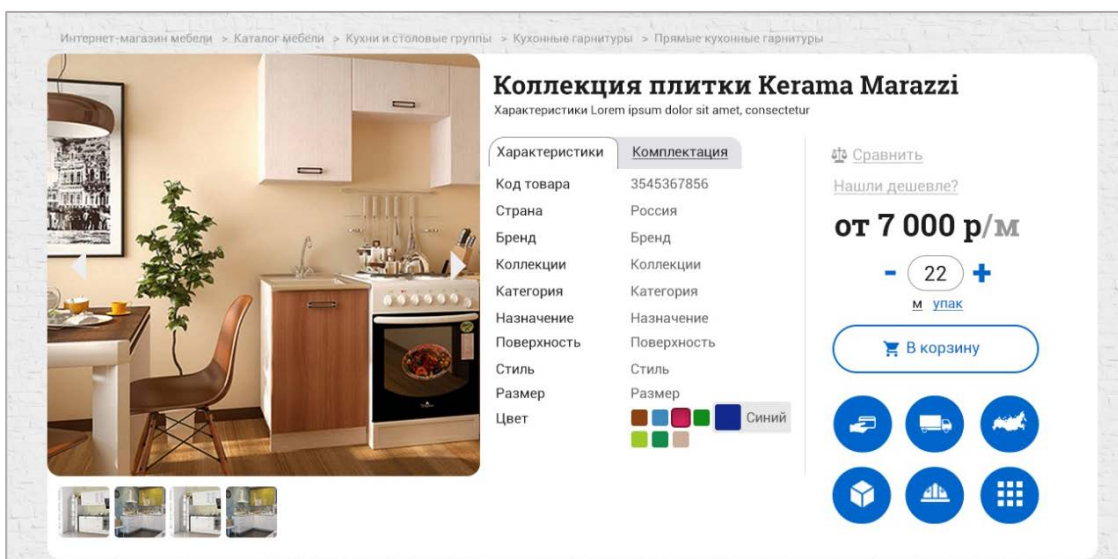 Интернет-магазин мебели > Каталог мебели > Кухни и столовые группы > Кухонные гарнитуры > Прямые кухонные гарнитуры
Коллекция плитки Kerama Marazzi
Характеристики Lorem ipsum dolor sit amet, consectetur
Характеристики Комплектация
Код товара 3545367856
Страна Россия
Бренд Бренд
Коллекции Коллекции
Категория Категория
Назначение Назначение
Поверхность Поверхность
Стиль Стиль
Размер Размер
Цвет Синий
Сравнить
Нашли дешевле?
от 7 000 р/м
- 22 +
м упак
В корзину